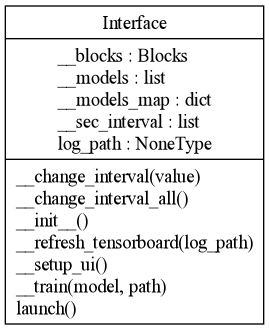 Interface
__blocks : Blocks
__models : list
__models_map : dict
__sec_interval : list
log_path : NoneType
__change_interval(value)
__change_interval_all()
__init__()
__refresh_tensorboard(log_path)
__setup_ui()
__train(model, path)
launch()